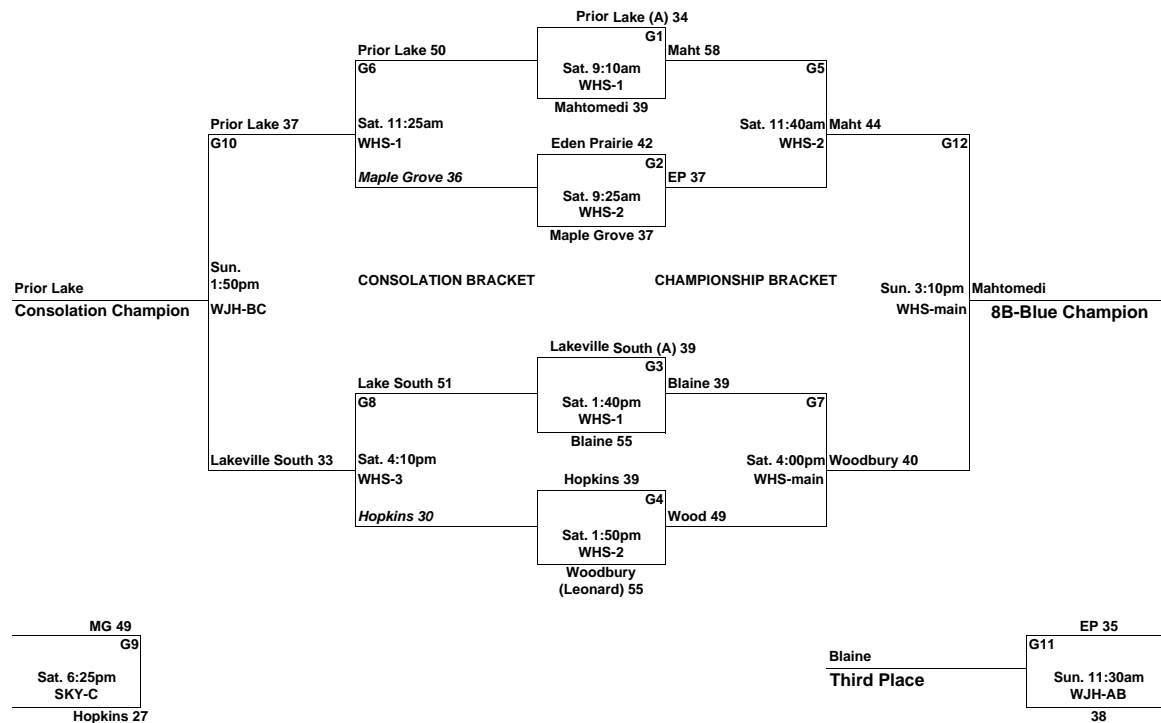 Prior Lake (A) 34
G1
Prior Lake 50
Maht 58
G6
Sat. 9:10am
WHS-1
G5
Mahtomedi 39
Prior Lake 37
Sat. 11:25am
WHS-1
Sat. 11:40am
WHS-2
Maht 44
G10
Eden Prairie 42
G12
G2
Maple Grove 36
EP 37
Sat. 9:25am
WHS-2
Maple Grove 37
Sun.
1:50pm
CONSOLATION BRACKET
CHAMPIONSHIP BRACKET
Prior Lake
Sun. 3:10pm
Mahtomedi
Consolation Champion
WJH-BC
WHS-main
8B-Blue Champion
Lakeville South (A) 39
G3
Lake South 51
Blaine 39
G8
Sat. 1:40pm
WHS-1
G7
Blaine 55
Lakeville South 33
Sat. 4:10pm
WHS-3
Sat. 4:00pm
WHS-main
Woodbury 40
Hopkins 39
G4
Hopkins 30
Wood 49
Sat. 1:50pm
WHS-2
Woodbury
(Leonard) 55
MG 49
G9
Sat. 6:25pm
SKY-C
Hopkins 27
EP 35
G11
Blaine
Third Place
Sun. 11:30am
WJH-AB
38